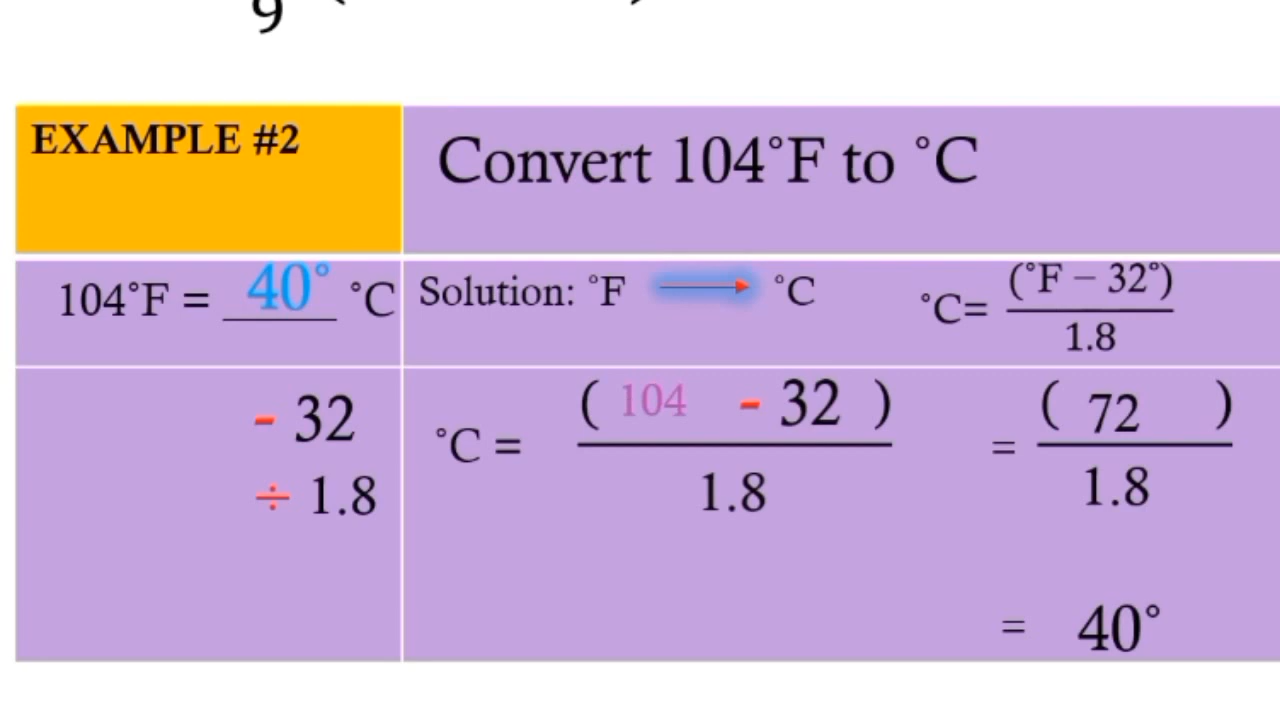 9
EXAMPLE #2
Convert 104°F to °C
104°F = 40° °C
Solution: °F → °C
°C= (°F − 32°)
1.8
- 32
÷ 1.8
°C = ( 104 - 32 )
1.8
= ( 72 )
1.8
= 40°